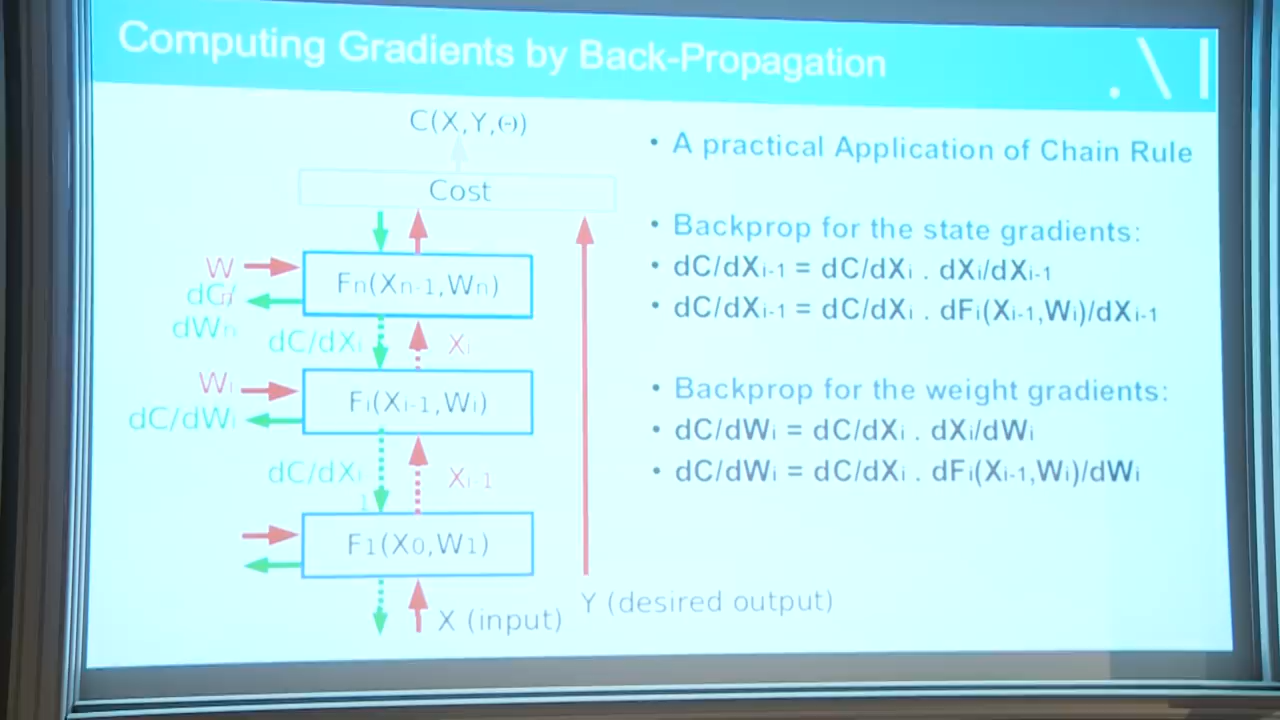 Computing Gradients by Back-Propagation
.\ |
C(X,Y,Θ)
Cost
W
dC/
n
dWn
Fn(Xn-1,Wn)
dC/dXi
Xi
Wi
dC/dWi
Fi(Xi-1,Wi)
dC/dXi
1
Xi-1
F1(X0,W1)
X (input)
Y (desired output)
• A practical Application of Chain Rule
• Backprop for the state gradients:
• dC/dXi-1 = dC/dXi . dXi/dXi-1
• dC/dXi-1 = dC/dXi . dFi(Xi-1,Wi)/dXi-1
• Backprop for the weight gradients:
• dC/dWi = dC/dXi . dXi/dWi
• dC/dWi = dC/dXi . dFi(Xi-1,Wi)/dWi